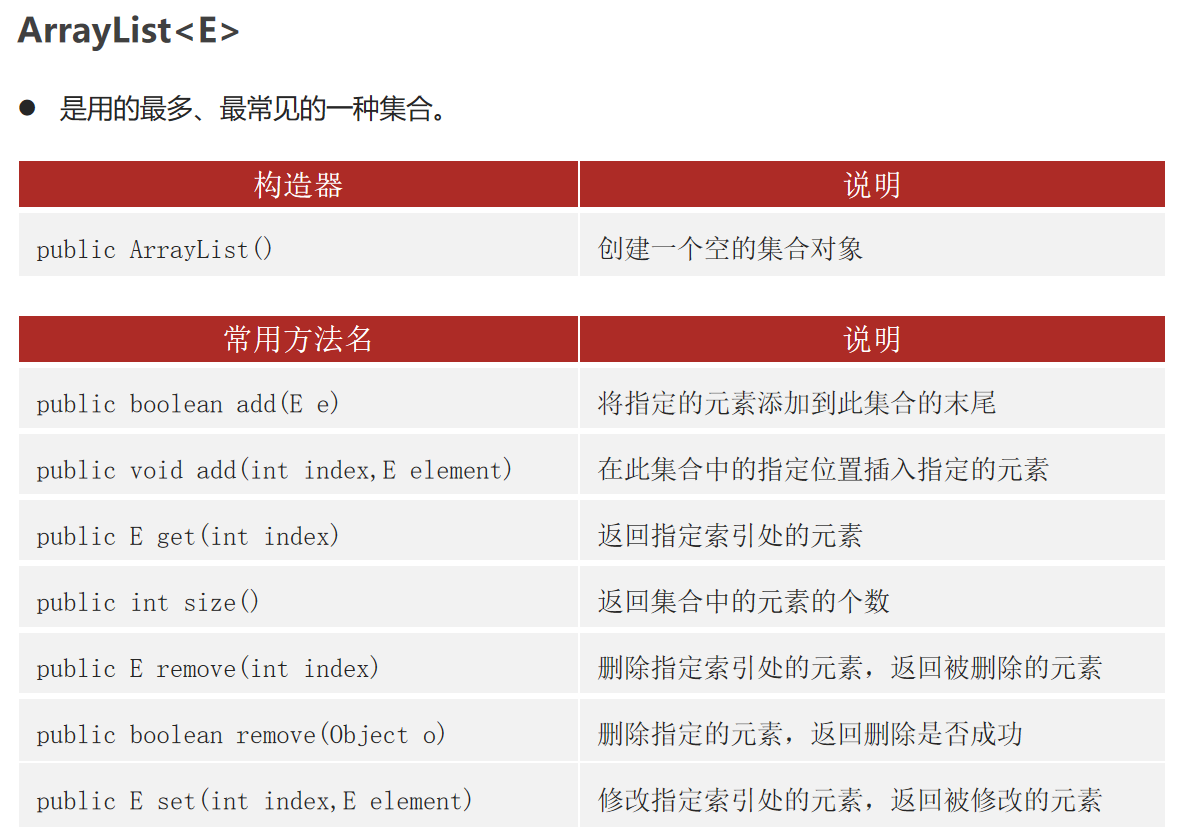 ArrayList<E>
● 是用的最多、最常见的一种集合。
构造器 说明
public ArrayList() 创建一个空的集合对象
常用方法名 说明
public boolean add(E e) 将指定的元素添加到此集合的末尾
public void add(int index,E element) 在此集合中的指定位置插入指定的元素
public E get(int index) 返回指定索引处的元素
public int size() 返回集合中的元素的个数
public E remove(int index) 删除指定索引处的元素，返回被删除的元素
public boolean remove(Object o) 删除指定的元素，返回删除是否成功
public E set(int index,E element) 修改指定索引处的元素，返回被修改的元素